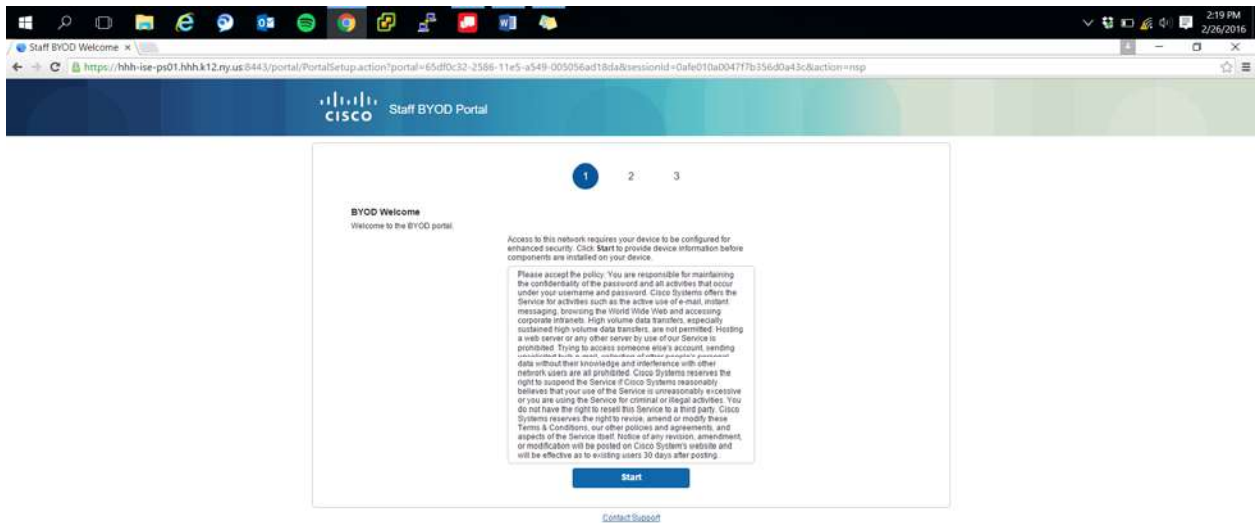 2:19 PM
2/26/2016
Staff BYOD Welcome
https://hhh-ise-ps01.hhh.k12.ny.us:8443/portal/PortalSetup.action?portal=65df0c32-2586-11e5-a549-005056ad18da&sessionId=0afe010a0047f7b356d0a43c&action=nsp
CISCO Staff BYOD Portal
1 2 3
BYOD Welcome
Welcome to the BYOD portal.
Access to this network requires your device to be configured for
enhanced security. Click Start to provide device information before
components are installed on your device.
Please accept the policy: You are responsible for maintaining
the confidentiality of the password and all activities that occur
under your username and password. Cisco Systems offers the
Service for activities such as the active use of e-mail, instant
messaging, browsing the World Wide Web and accessing
corporate intranets. High volume data transfers, especially
sustained high volume data transfers, are not permitted. Hosting
a web server or any other server by use of our Service is
prohibited. Trying to access someone else's account, sending
unsolicited bulk e-mail, collection of other people's personal
data without their knowledge and interference with other
network users are all prohibited. Cisco Systems reserves the
right to suspend the Service if Cisco Systems reasonably
believes that your use of the Service is unreasonably excessive
or you are using the Service for criminal or illegal activities. You
do not have the right to resell this Service to a third party. Cisco
Systems reserves the right to revise, amend or modify these
Terms & Conditions, our other policies and agreements, and
aspects of the Service itself. Notice of any revision, amendment,
or modification will be posted on Cisco System's website and
will be effective as to existing users 30 days after posting.
Start
Contact Support